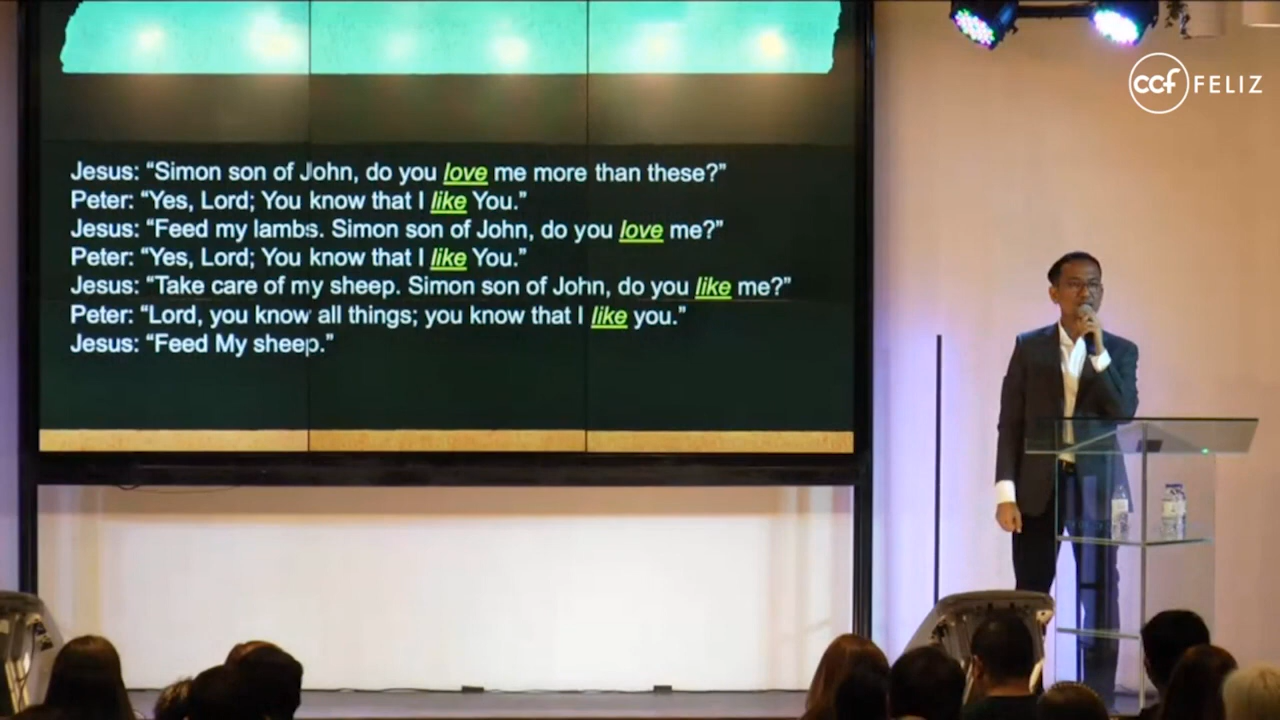 Jesus: “Simon son of John, do you love me more than these?”
Peter: “Yes, Lord; You know that I like You.”
Jesus: “Feed my lambs. Simon son of John, do you love me?”
Peter: “Yes, Lord; You know that I like You.”
Jesus: “Take care of my sheep. Simon son of John, do you like me?”
Peter: “Lord, you know all things; you know that I like you.”
Jesus: “Feed My sheep.”
ccf FELIZ